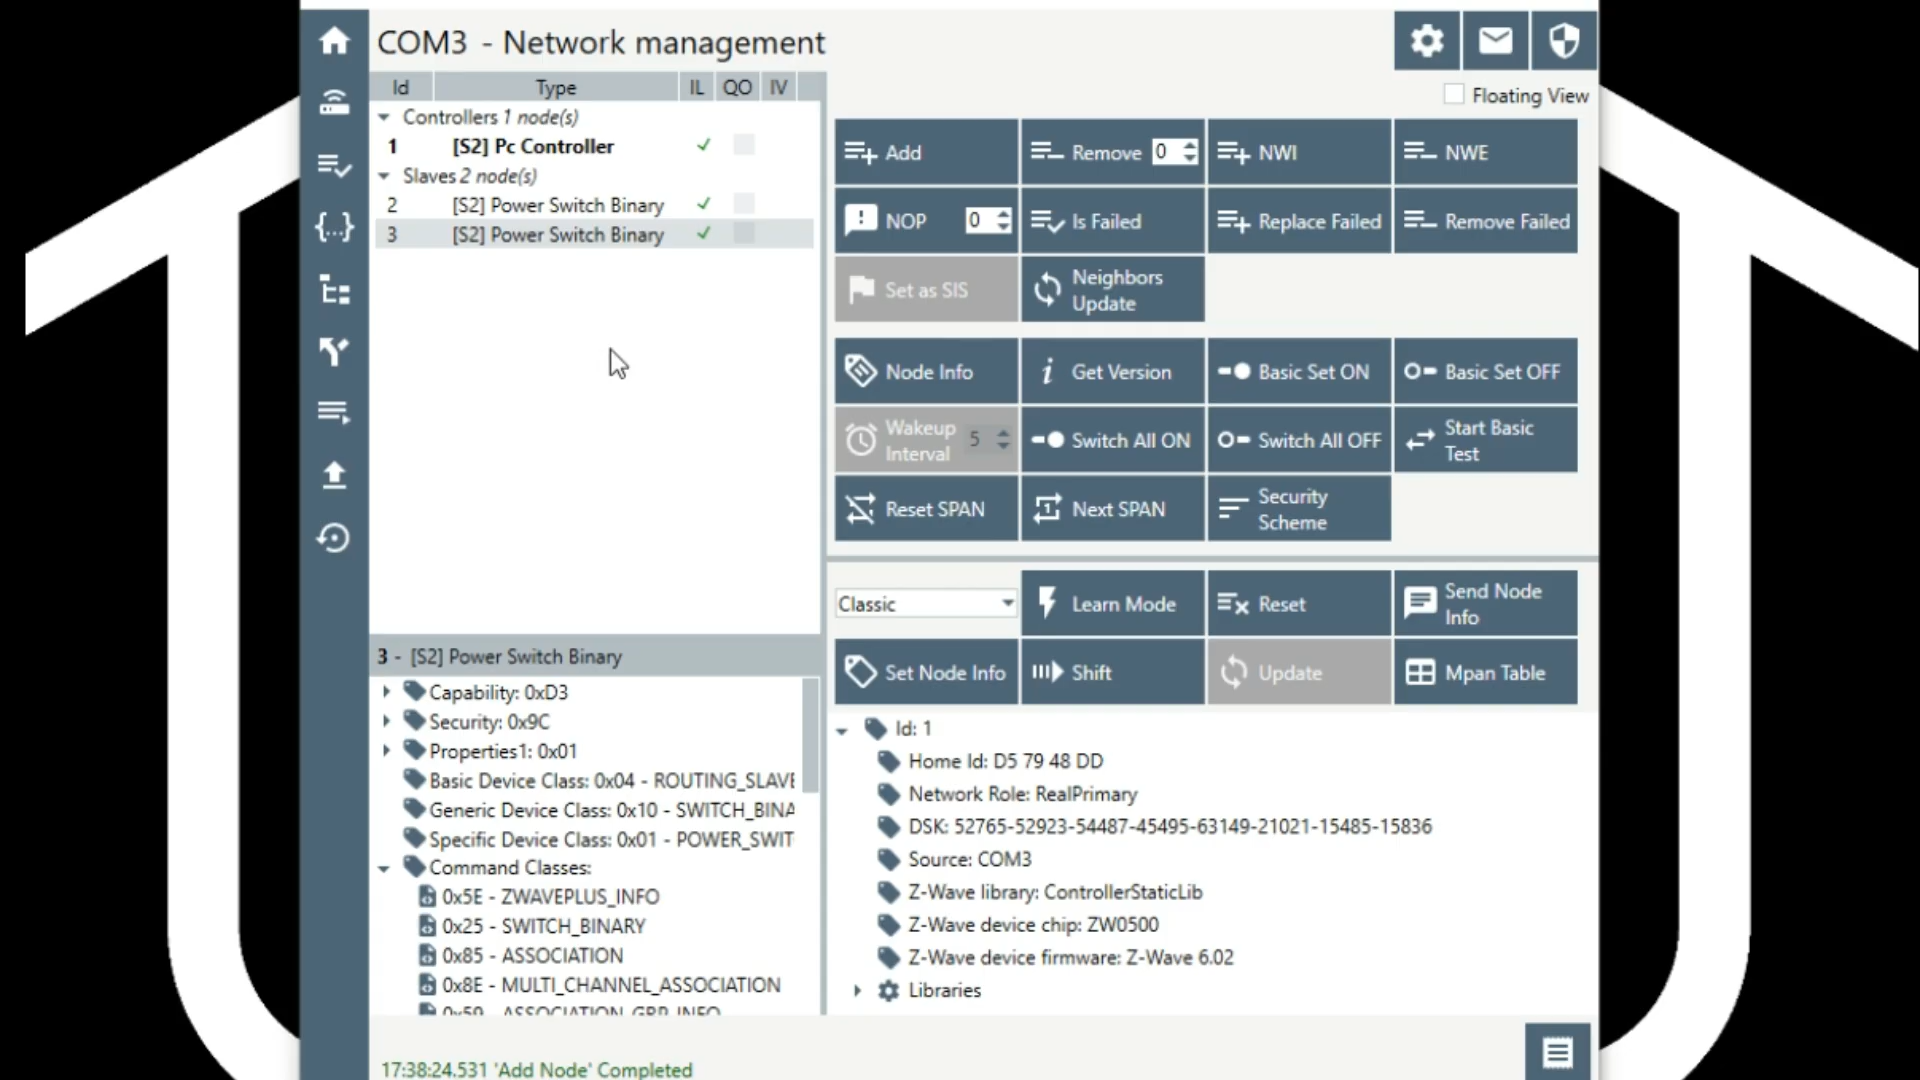 COM3 - Network management
Id Type IL QO IV
Controllers 1 node(s)
1 [S2] Pc Controller
Slaves 2 node(s)
2 [S2] Power Switch Binary
3 [S2] Power Switch Binary
Floating View
Add
Remove 0
NWI
NWE
NOP 0
Is Failed
Replace Failed
Remove Failed
Set as SIS
Neighbors
Update
Node Info
Get Version
Basic Set ON
Basic Set OFF
Wakeup
Interval 5
Switch All ON
Switch All OFF
Start Basic
Test
Reset SPAN
Next SPAN
Security
Scheme
Classic
Learn Mode
Reset
Send Node
Info
Set Node Info
Shift
Update
Mpan Table
3 - [S2] Power Switch Binary
Capability: 0xD3
Security: 0x9C
Properties1: 0x01
Basic Device Class: 0x04 - ROUTING_SLAVE
Generic Device Class: 0x10 - SWITCH_BINA
Specific Device Class: 0x01 - POWER_SWIT
Command Classes:
0x5E - ZWAVEPLUS_INFO
0x25 - SWITCH_BINARY
0x85 - ASSOCIATION
0x8E - MULTI_CHANNEL_ASSOCIATION
0x59 - ASSOCIATION_GRP_INFO
Id: 1
Home Id: D5 79 48 DD
Network Role: RealPrimary
DSK: 52765-52923-54487-45495-63149-21021-15485-15836
Source: COM3
Z-Wave library: ControllerStaticLib
Z-Wave device chip: ZW0500
Z-Wave device firmware: Z-Wave 6.02
Libraries
17:38:24.531 'Add Node' Completed